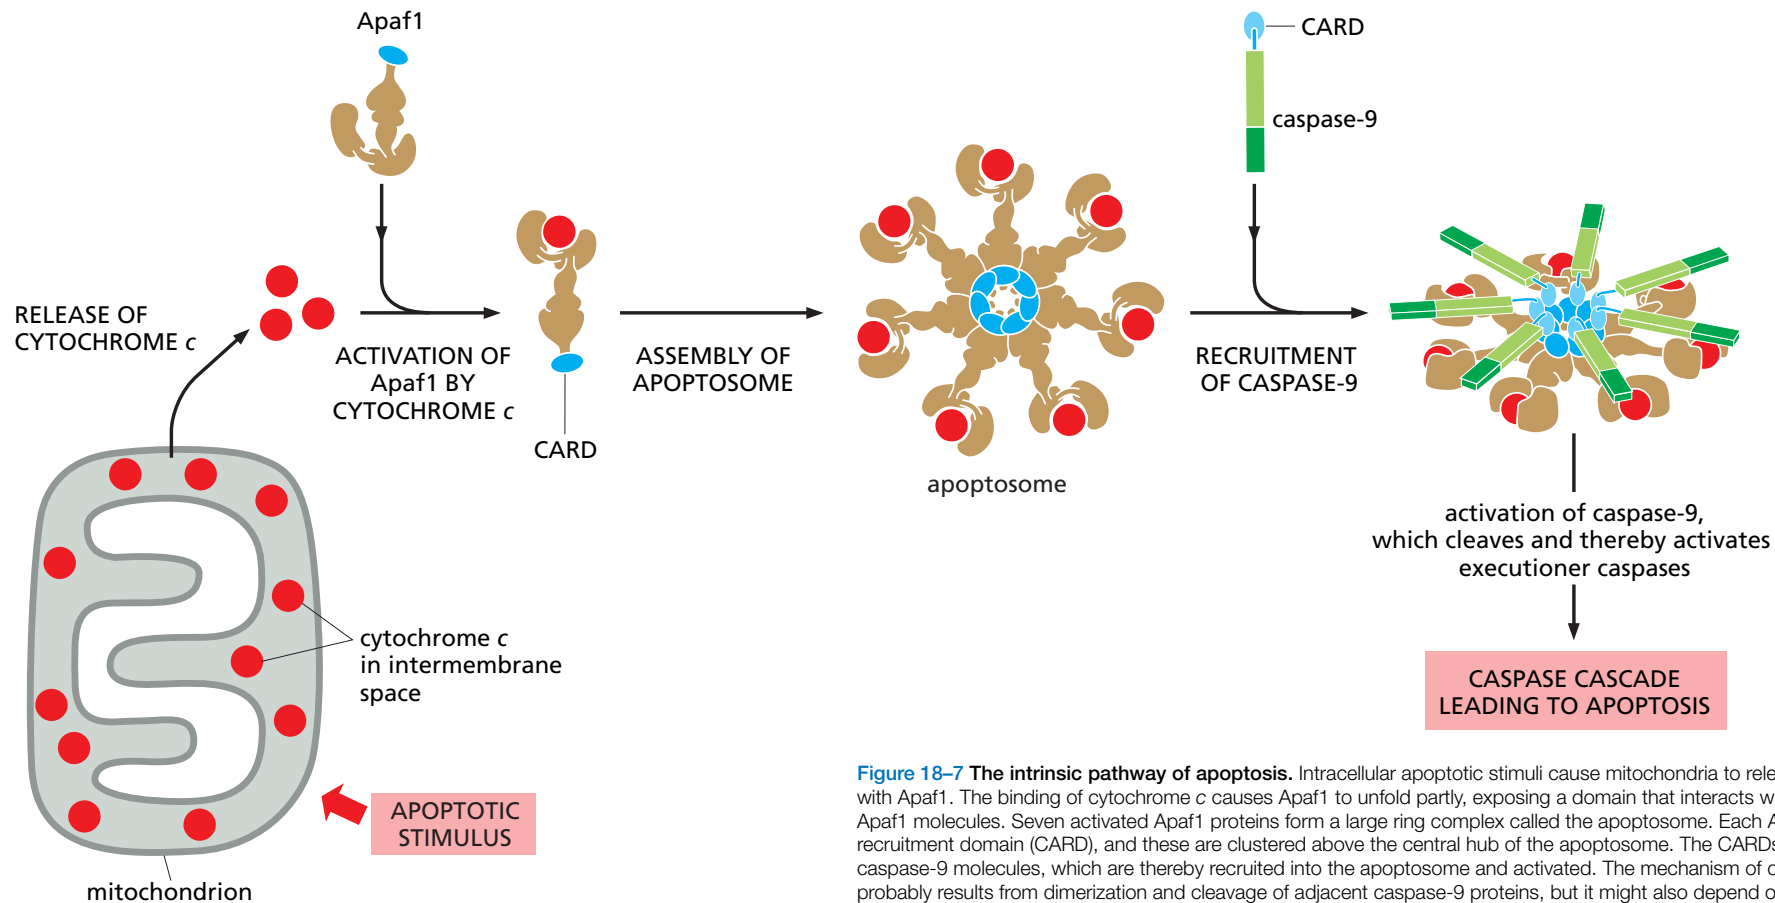 Apaf1
CARD
caspase-9
RELEASE OF
CYTOCHROME c
ACTIVATION OF
Apaf1 BY
CYTOCHROME c
CARD
ASSEMBLY OF
APOPTOSOME
apoptosome
RECRUITMENT
OF CASPASE-9
activation of caspase-9,
which cleaves and thereby activates
executioner caspases
CASPASE CASCADE
LEADING TO APOPTOSIS
cytochrome c
in intermembrane
space
APOPTOTIC
STIMULUS
mitochondrion
Figure 18–7 The intrinsic pathway of apoptosis. Intracellular apoptotic stimuli cause mitochondria to rele
with Apaf1. The binding of cytochrome c causes Apaf1 to unfold partly, exposing a domain that interacts w
Apaf1 molecules. Seven activated Apaf1 proteins form a large ring complex called the apoptosome. Each A
recruitment domain (CARD), and these are clustered above the central hub of the apoptosome. The CARDs
caspase-9 molecules, which are thereby recruited into the apoptosome and activated. The mechanism of c
probably results from dimerization and cleavage of adjacent caspase-9 proteins, but it might also depend o